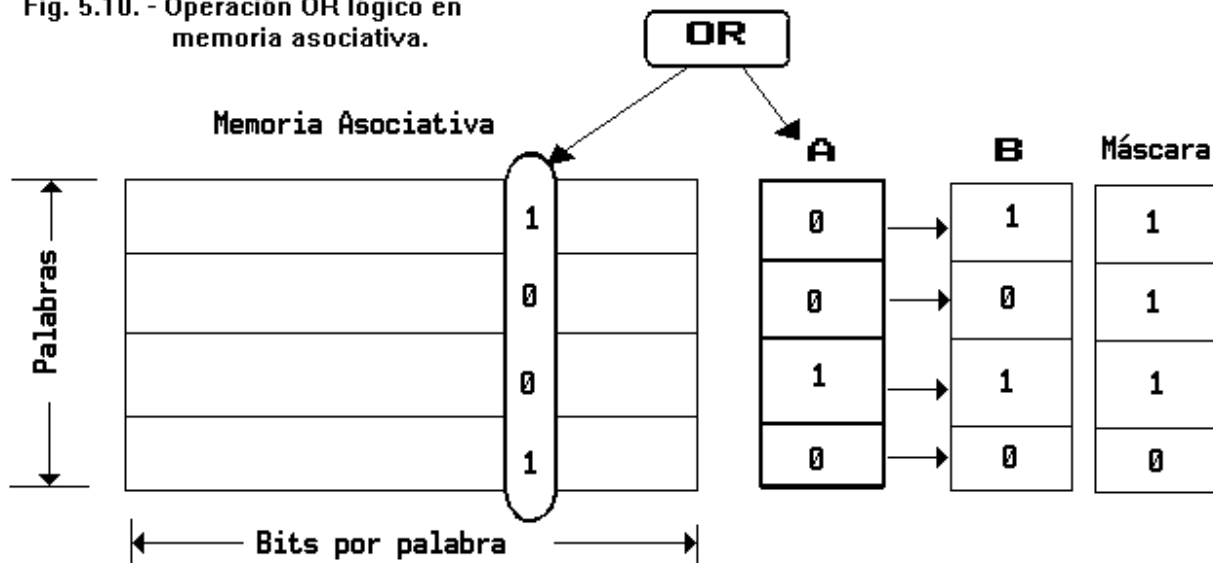 Fig. 5.10. - Operación OR lógico en
memoria asociativa.
OR
Memoria Asociativa
A B Máscara
Palabras
1 0 1 1
0 0 0 1
0 1 1 1
1 0 0 0
Bits por palabra